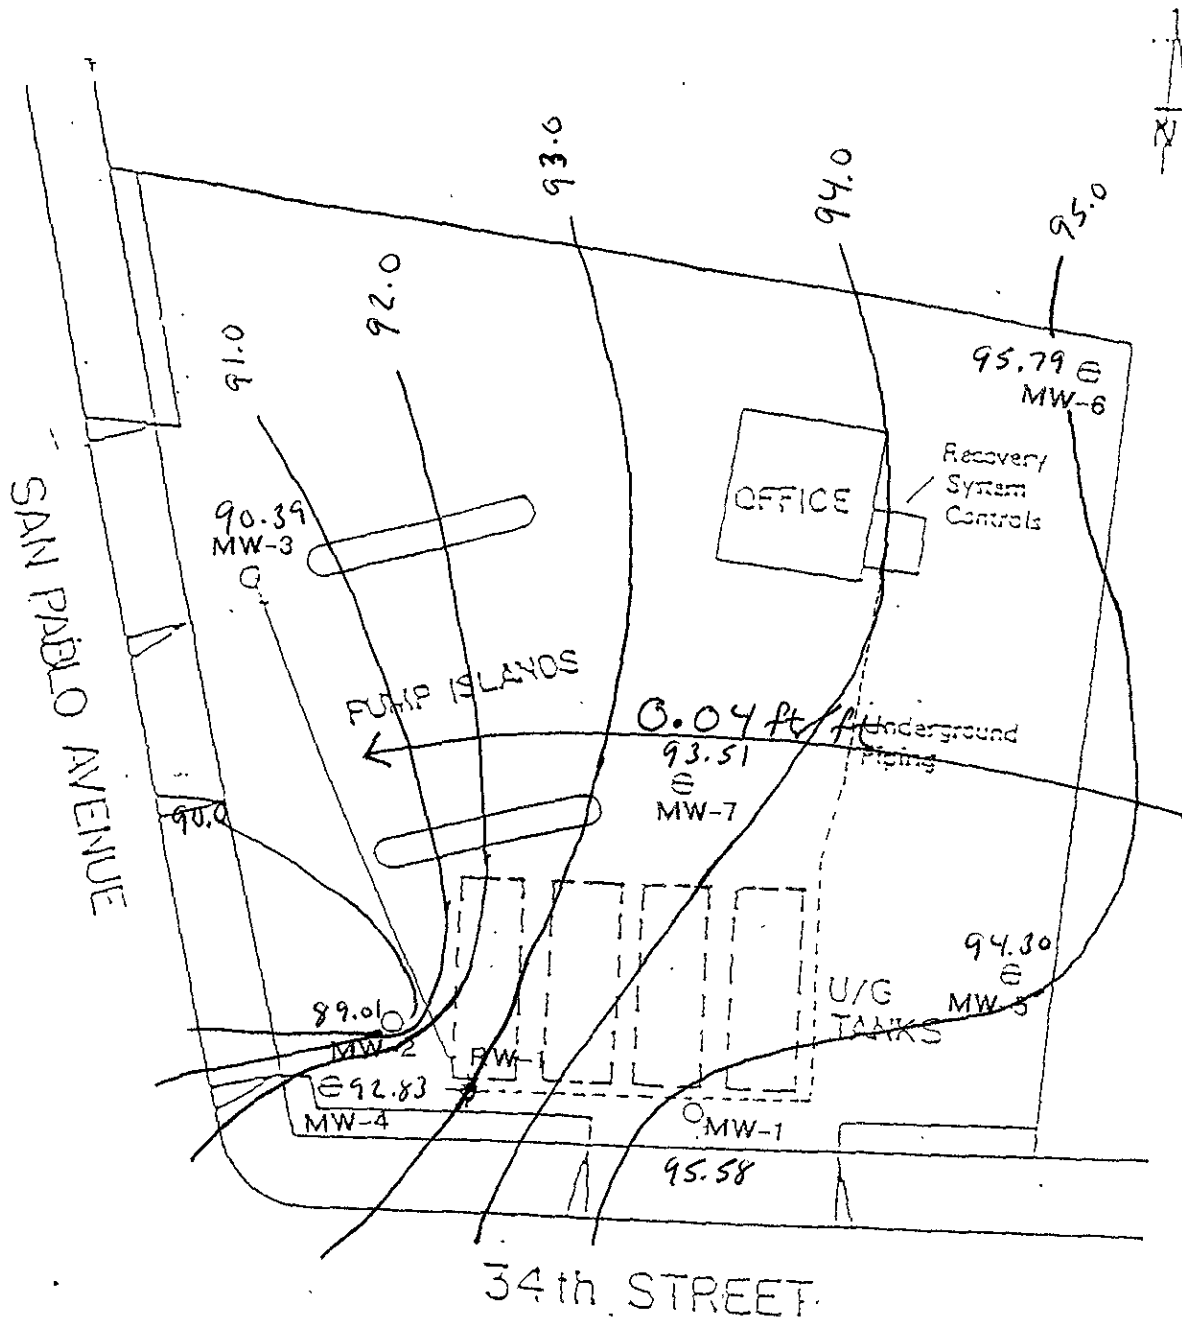 N
93.0
94.0
95.0
92.0
91.0
95.79
MW-6
Recovery
System
Controls
OFFICE
90.39
MW-3
SAN PABLO AVENUE
PUMP ISLANDS
0.04 ft/ft
Underground
Piping
93.51
MW-7
90.0
94.30
MW-5
U/G
TANKS
89.01
MW-2
RW-1
92.83
MW-4
MW-1
95.58
34th STREET